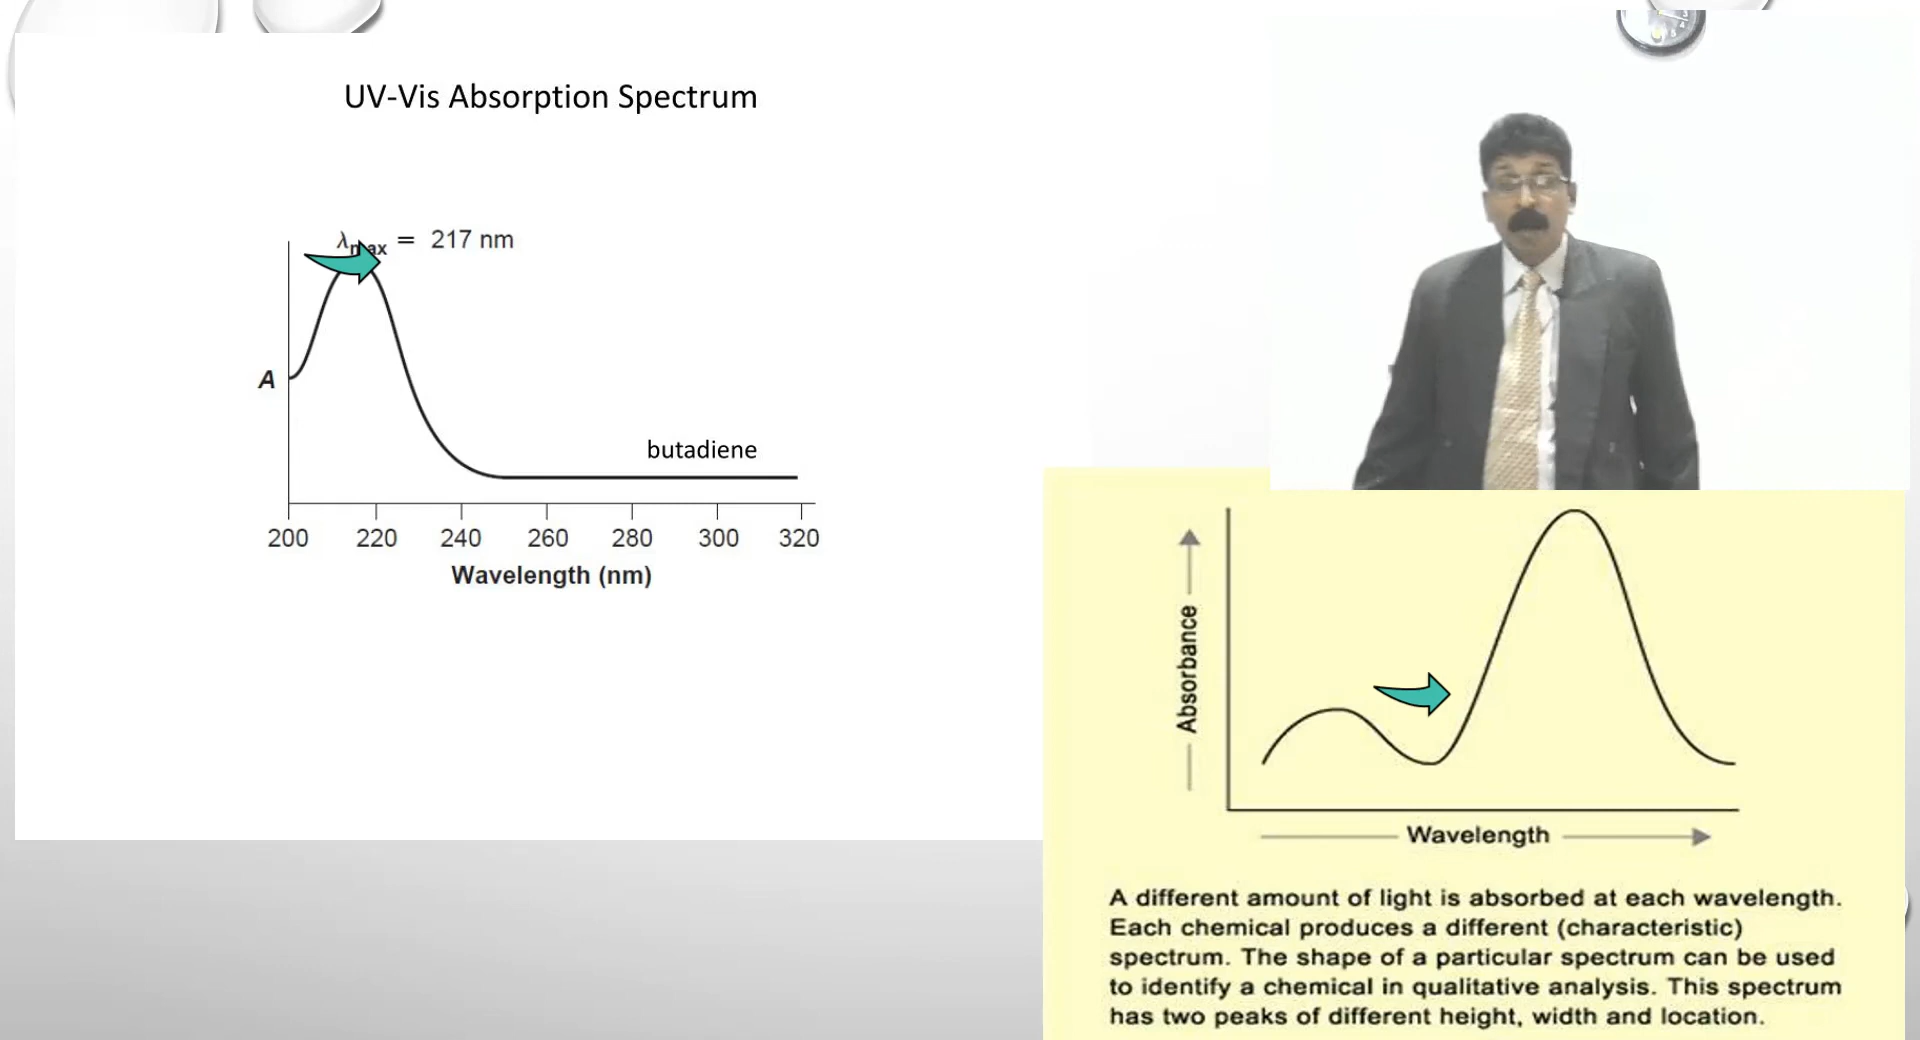 UV-Vis Absorption Spectrum
λmax = 217 nm
A
butadiene
200 220 240 260 280 300 320
Wavelength (nm)
Absorbance
Wavelength
A different amount of light is absorbed at each wavelength.
Each chemical produces a different (characteristic)
spectrum. The shape of a particular spectrum can be used
to identify a chemical in qualitative analysis. This spectrum
has two peaks of different height, width and location.